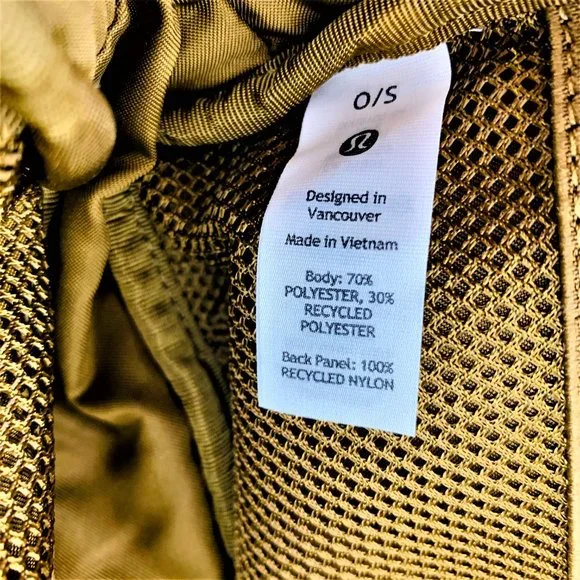 O/S
Designed in
Vancouver
Made in Vietnam
Body: 70%
POLYESTER, 30%
RECYCLED
POLYESTER
Back Panel: 100%
RECYCLED NYLON